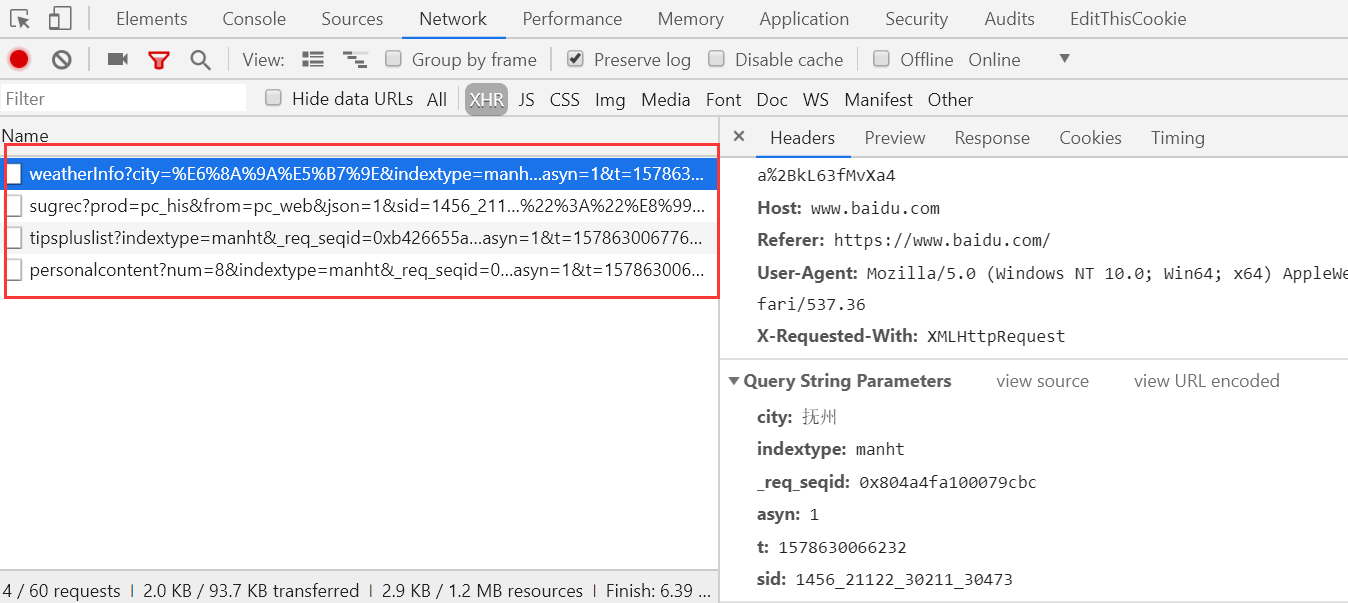 Elements Console Sources Network Performance Memory Application Security Audits EditThisCookie
View: Group by frame Preserve log Disable cache Offline Online
Filter Hide data URLs All XHR JS CSS Img Media Font Doc WS Manifest Other
Name
weatherInfo?city=%E6%8A%9A%E5%B7%9E&indextype=manh...asyn=1&t=157863...
sugrec?prod=pc_his&from=pc_web&json=1&sid=1456_211...%22%3A%22%E8%99...
tipspluslist?indextype=manht&_req_seqid=0xb426655a...asyn=1&t=157863006776...
personalcontent?num=8&indextype=manht&_req_seqid=0...asyn=1&t=157863006...
4 / 60 requests 2.0 KB / 93.7 KB transferred 2.9 KB / 1.2 MB resources Finish: 6.39 ...
Headers Preview Response Cookies Timing
a%2BkL63fMvXa4
Host: www.baidu.com
Referer: https://www.baidu.com/
User-Agent: Mozilla/5.0 (Windows NT 10.0; Win64; x64) AppleWe
fari/537.36
X-Requested-With: XMLHttpRequest
Query String Parameters view source view URL encoded
city: 抚州
indextype: manht
_req_seqid: 0x804a4fa100079cbc
asyn: 1
t: 1578630066232
sid: 1456_21122_30211_30473